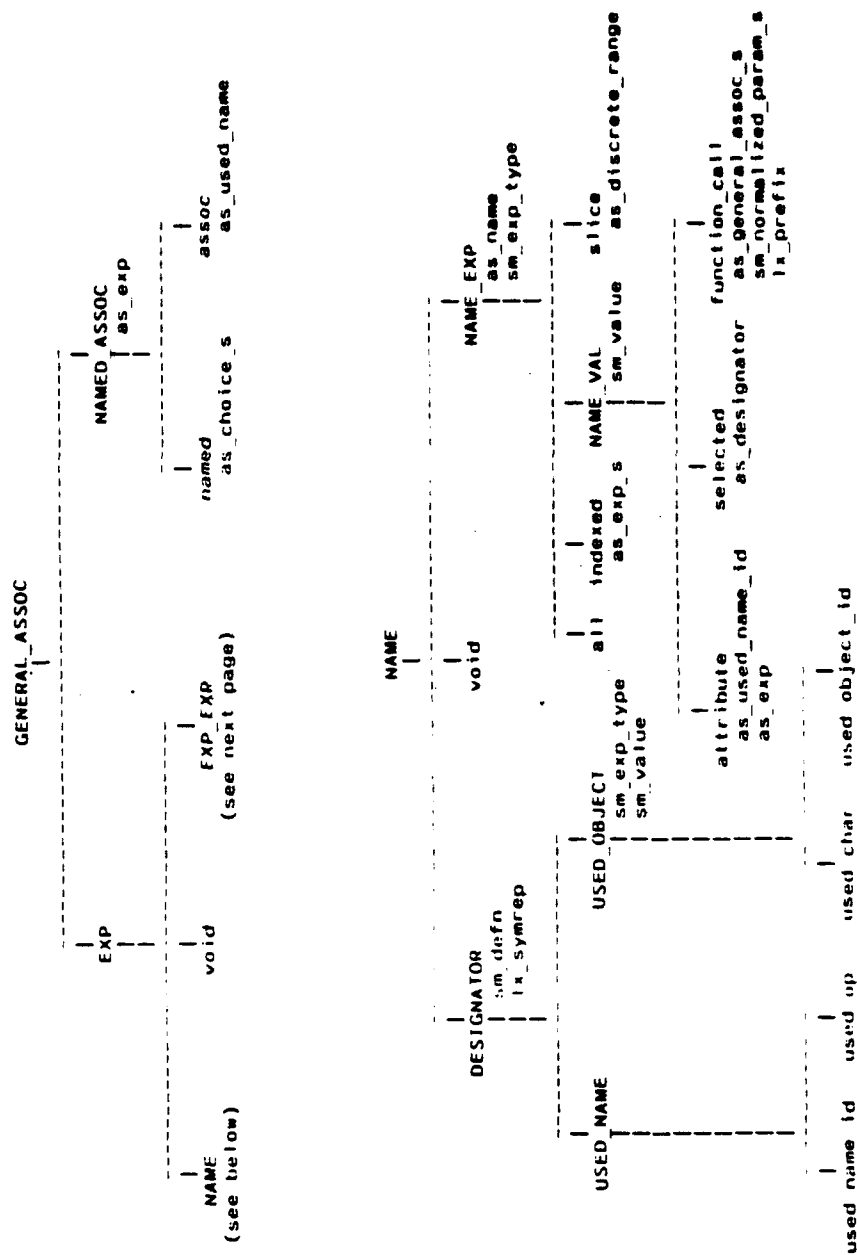 GENERAL_ASSOC
EXP NAMED_ASSOC
as_exp
NAME void EXP_EXP named assoc
(see below) (see next page) as_choice_s as_used_name
NAME
DESIGNATOR void NAME_EXP
sm_defn as_name
lx_symrep sm_exp_type
USED_NAME USED_OBJECT all indexed NAME_VAL slice
sm_exp_type as_exp_s sm_value as_discrete_range
sm_value
attribute selected function_call
as_used_name_id as_designator as_general_assoc_s
as_exp sm_normalized_param_s
lx_prefix
used_name_id used_op used_char used_object_id